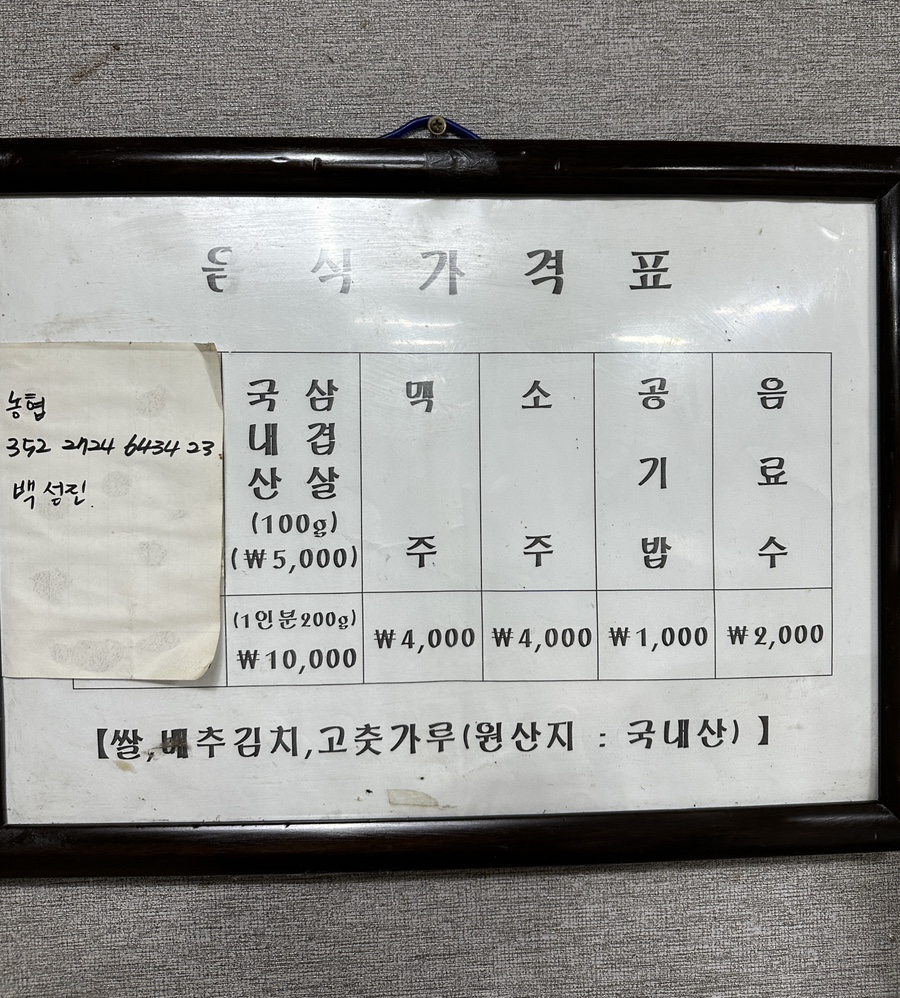 음식가격표
농협
352 2724 6434 23
백성진
국내산 삼겹살
(100g)
(₩5,000)
맥주
소주
공기밥
음료수
(1인분200g)
₩10,000
₩4,000
₩4,000
₩1,000
₩2,000
【쌀,배추김치,고춧가루(원산지 : 국내산) 】